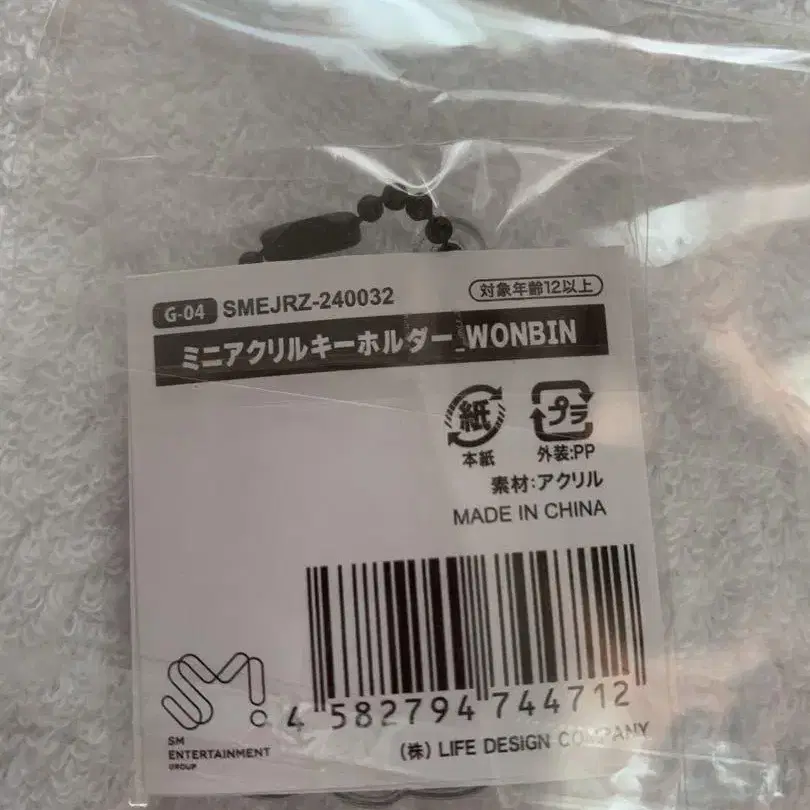 G-04 SMEJRZ-240032 対象年齢12以上
ミニアクリルキーホルダー_WONBIN
紙 プラ
本紙 外装:PP
素材:アクリル
MADE IN CHINA
4 582794 744712
SM!
SM
ENTERTAINMENT
GROUP
(株) LIFE DESIGN COMPANY